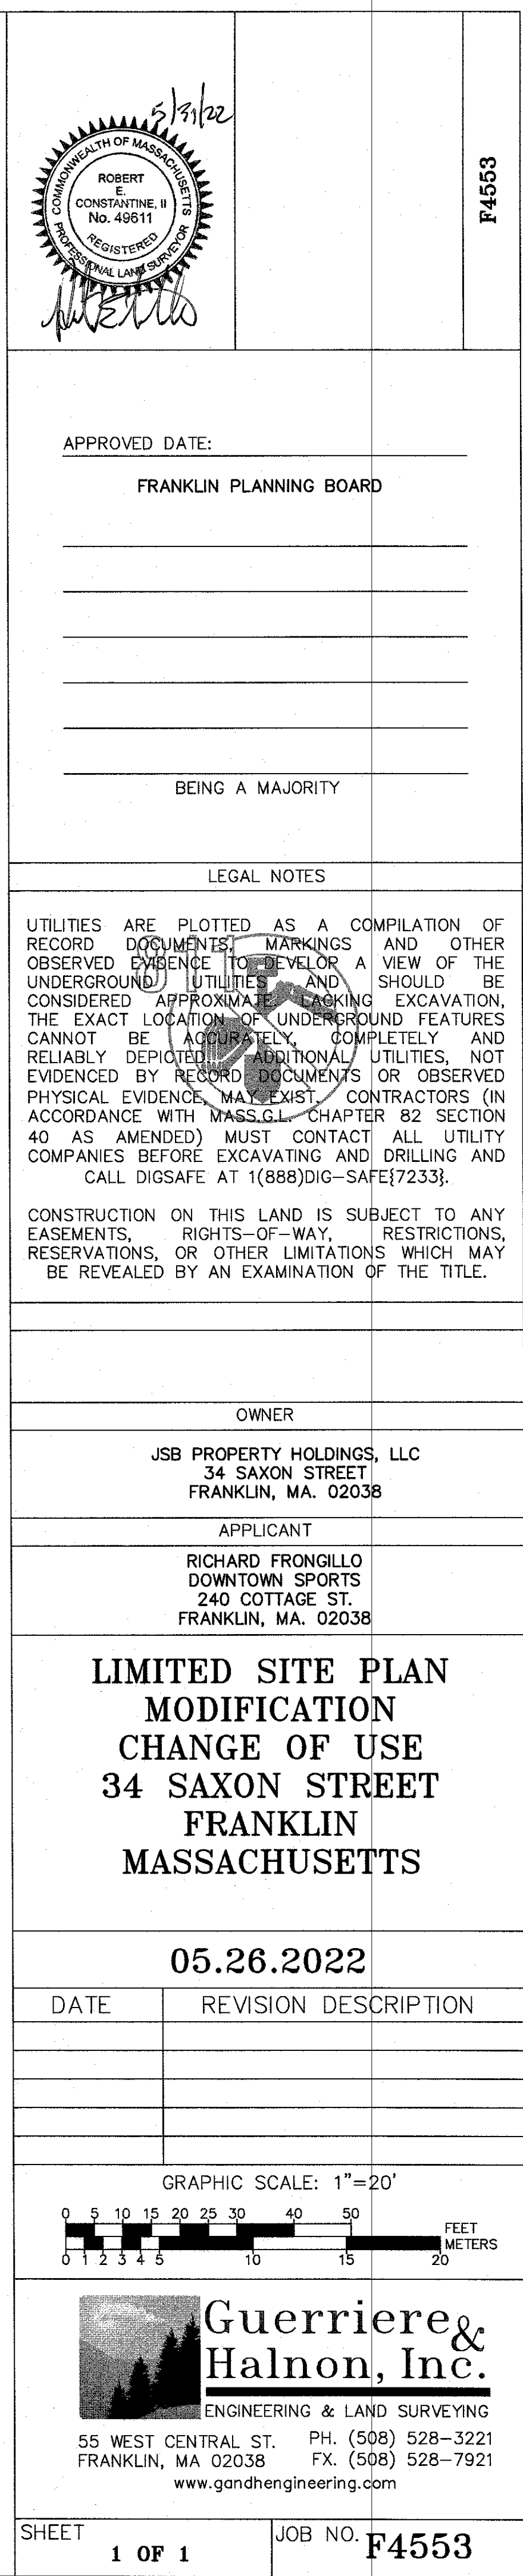 5/31/22
COMMONWEALTH OF MASSACHUSETTS
ROBERT
E.
CONSTANTINE, II
No. 49611
REGISTERED
PROFESSIONAL LAND SURVEYOR
F4553
APPROVED DATE:
FRANKLIN PLANNING BOARD
BEING A MAJORITY
LEGAL NOTES
811
UTILITIES ARE PLOTTED AS A COMPILATION OF
RECORD DOCUMENTS, MARKINGS AND OTHER
OBSERVED EVIDENCE TO DEVELOP A VIEW OF THE
UNDERGROUND UTILITIES AND SHOULD BE
CONSIDERED APPROXIMATE LACKING EXCAVATION,
THE EXACT LOCATION OF UNDERGROUND FEATURES
CANNOT BE ACCURATELY, COMPLETELY AND
RELIABLY DEPICTED. ADDITIONAL UTILITIES, NOT
EVIDENCED BY RECORD DOCUMENTS OR OBSERVED
PHYSICAL EVIDENCE, MAY EXIST. CONTRACTORS (IN
ACCORDANCE WITH MASS.G.L. CHAPTER 82 SECTION
40 AS AMENDED) MUST CONTACT ALL UTILITY
COMPANIES BEFORE EXCAVATING AND DRILLING AND
CALL DIGSAFE AT 1(888)DIG-SAFE{7233}.
CONSTRUCTION ON THIS LAND IS SUBJECT TO ANY
EASEMENTS, RIGHTS-OF-WAY, RESTRICTIONS,
RESERVATIONS, OR OTHER LIMITATIONS WHICH MAY
BE REVEALED BY AN EXAMINATION OF THE TITLE.
OWNER
JSB PROPERTY HOLDINGS, LLC
34 SAXON STREET
FRANKLIN, MA. 02038
APPLICANT
RICHARD FRONGILLO
DOWNTOWN SPORTS
240 COTTAGE ST.
FRANKLIN, MA. 02038
LIMITED SITE PLAN
MODIFICATION
CHANGE OF USE
34 SAXON STREET
FRANKLIN
MASSACHUSETTS
05.26.2022
DATE REVISION DESCRIPTION
GRAPHIC SCALE: 1"=20'
0 5 10 15 20 25 30 40 50
FEET
METERS
0 1 2 3 4 5 10 15 20
Guerriere &
Halnon, Inc.
ENGINEERING & LAND SURVEYING
55 WEST CENTRAL ST. PH. (508) 528-3221
FRANKLIN, MA 02038 FX. (508) 528-7921
www.gandhengineering.com
SHEET
1 OF 1
JOB NO. F4553